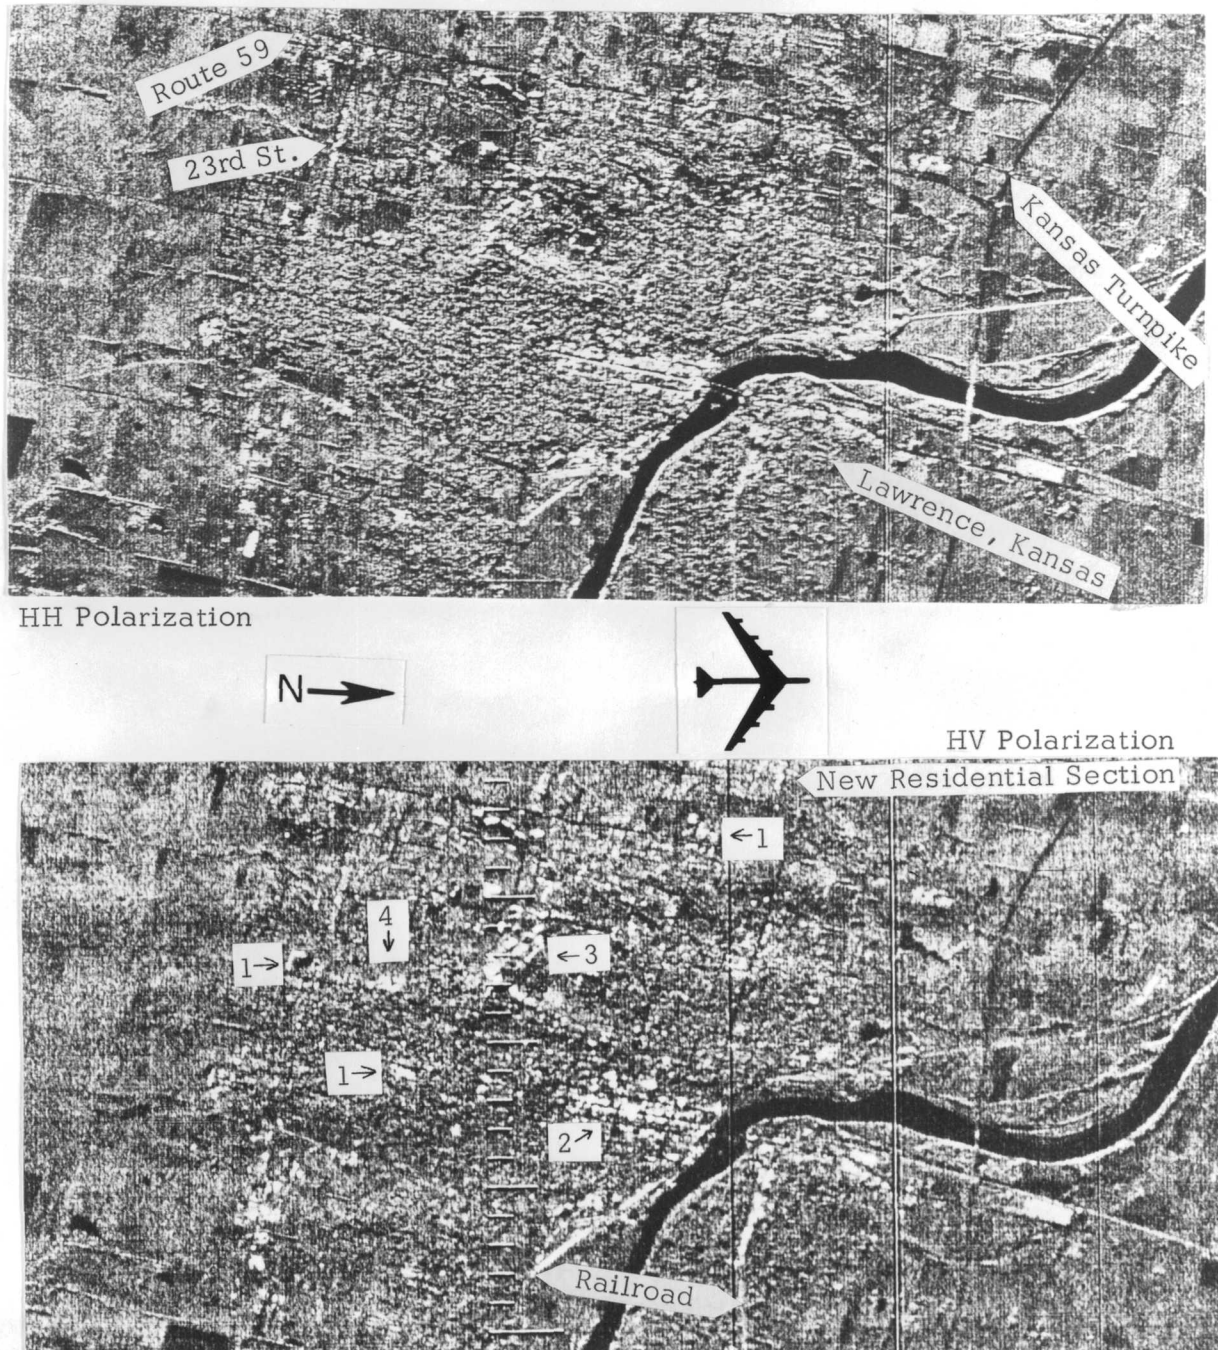 Route 59
23rd St.
Kansas Turnpike
Lawrence, Kansas
HH Polarization
N
HV Polarization
New Residential Section
←1
4
↓
1→
←3
1→
2↗
Railroad